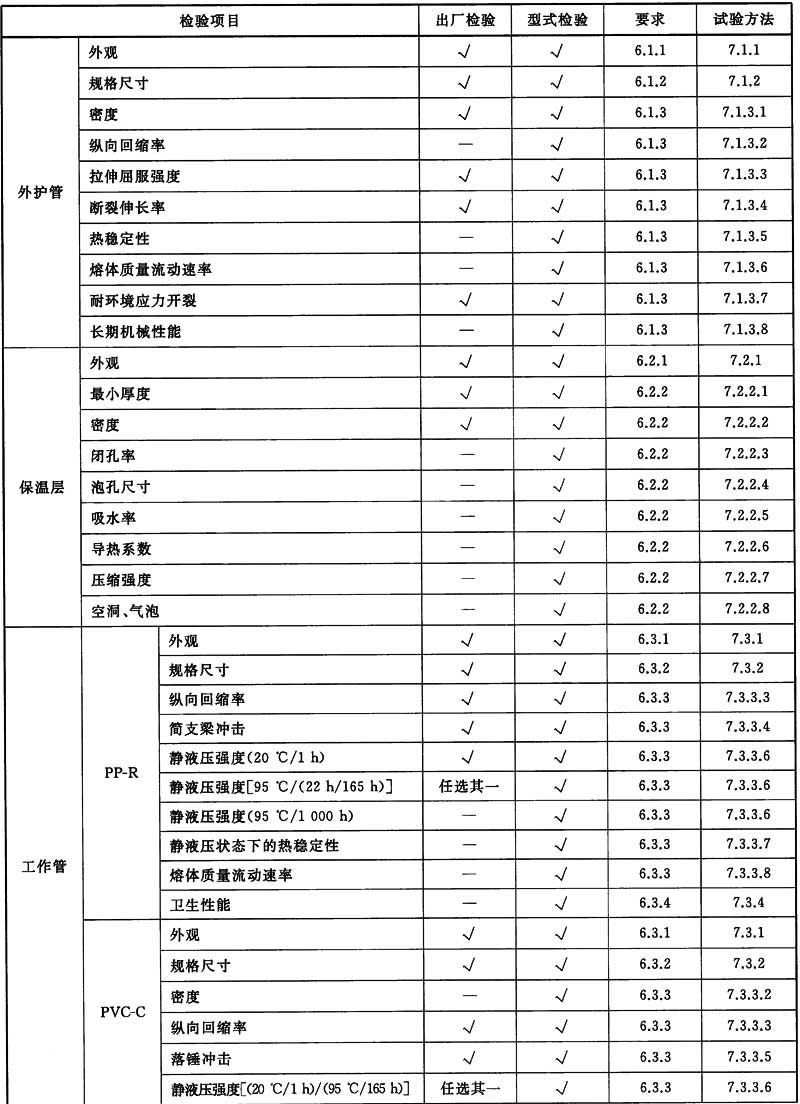 检验项目 出厂检验 型式检验 要求 试验方法
外护管 外观 √ √ 6.1.1 7.1.1
规格尺寸 √ √ 6.1.2 7.1.2
密度 √ √ 6.1.3 7.1.3.1
纵向回缩率 — √ 6.1.3 7.1.3.2
拉伸屈服强度 √ √ 6.1.3 7.1.3.3
断裂伸长率 √ √ 6.1.3 7.1.3.4
热稳定性 — √ 6.1.3 7.1.3.5
熔体质量流动速率 — √ 6.1.3 7.1.3.6
耐环境应力开裂 √ √ 6.1.3 7.1.3.7
长期机械性能 — √ 6.1.3 7.1.3.8
保温层 外观 √ √ 6.2.1 7.2.1
最小厚度 √ √ 6.2.2 7.2.2.1
密度 √ √ 6.2.2 7.2.2.2
闭孔率 — √ 6.2.2 7.2.2.3
泡孔尺寸 — √ 6.2.2 7.2.2.4
吸水率 — √ 6.2.2 7.2.2.5
导热系数 — √ 6.2.2 7.2.2.6
压缩强度 — √ 6.2.2 7.2.2.7
空洞、气泡 — √ 6.2.2 7.2.2.8
工作管 PP-R 外观 √ √ 6.3.1 7.3.1
规格尺寸 √ √ 6.3.2 7.3.2
纵向回缩率 √ √ 6.3.3 7.3.3.3
简支梁冲击 √ √ 6.3.3 7.3.3.4
静液压强度(20 ℃/1 h) √ √ 6.3.3 7.3.3.6
静液压强度[95 ℃/(22 h/165 h)] 任选其一 √ 6.3.3 7.3.3.6
静液压强度(95 ℃/1 000 h) — √ 6.3.3 7.3.3.6
静液压状态下的热稳定性 — √ 6.3.3 7.3.3.7
熔体质量流动速率 — √ 6.3.3 7.3.3.8
卫生性能 — √ 6.3.4 7.3.4
PVC-C 外观 √ √ 6.3.1 7.3.1
规格尺寸 √ √ 6.3.2 7.3.2
密度 — √ 6.3.3 7.3.3.2
纵向回缩率 √ √ 6.3.3 7.3.3.3
落锤冲击 √ √ 6.3.3 7.3.3.5
静液压强度[(20 ℃/1 h)/(95 ℃/165 h)] 任选其一 √ 6.3.3 7.3.3.6